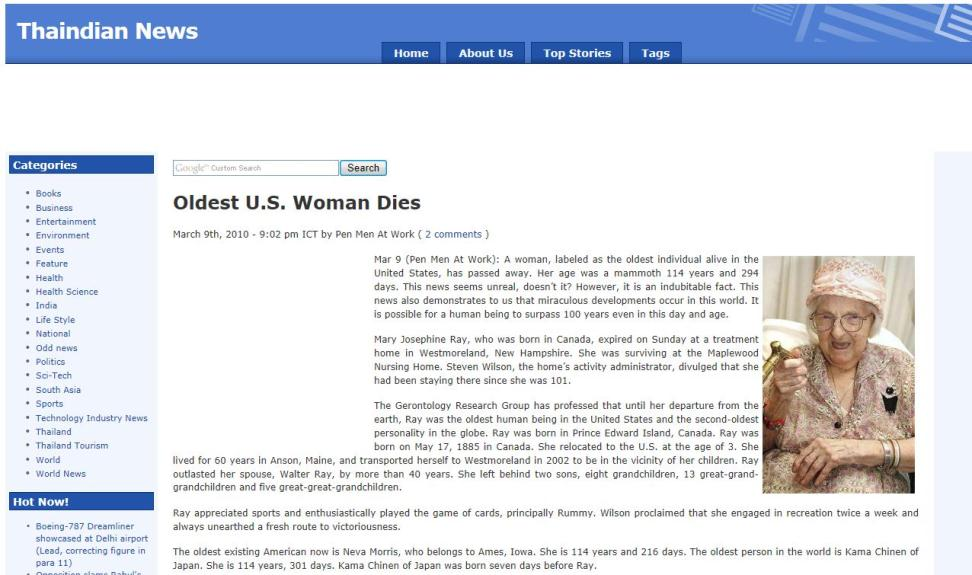 Thaindian News
Home About Us Top Stories Tags
Categories
Books
Business
Entertainment
Environment
Events
Feature
Health
Health Science
India
Life Style
National
Odd news
Politics
Sci-Tech
South Asia
Sports
Technology Industry News
Thailand
Thailand Tourism
World
World News
Hot Now!
Boeing-787 Dreamliner
showcased at Delhi airport
(Lead, correcting figure in
para 11)
Opposition slams Rahul's
Google™ Custom Search Search
Oldest U.S. Woman Dies
March 9th, 2010 - 9:02 pm ICT by Pen Men At Work ( 2 comments )
Mar 9 (Pen Men At Work): A woman, labeled as the oldest individual alive in the
United States, has passed away. Her age was a mammoth 114 years and 294
days. This news seems unreal, doesn't it? However, it is an indubitable fact. This
news also demonstrates to us that miraculous developments occur in this world. It
is possible for a human being to surpass 100 years even in this day and age.
Mary Josephine Ray, who was born in Canada, expired on Sunday at a treatment
home in Westmoreland, New Hampshire. She was surviving at the Maplewood
Nursing Home. Steven Wilson, the home's activity administrator, divulged that she
had been staying there since she was 101.
The Gerontology Research Group has professed that until her departure from the
earth, Ray was the oldest human being in the United States and the second-oldest
personality in the globe. Ray was born in Prince Edward Island, Canada. Ray was
born on May 17, 1885 in Canada. She relocated to the U.S. at the age of 3. She
lived for 60 years in Anson, Maine, and transported herself to Westmoreland in 2002 to be in the vicinity of her children. Ray
outlasted her spouse, Walter Ray, by more than 40 years. She left behind two sons, eight grandchildren, 13 great-grand-
grandchildren and five great-great-grandchildren.
Ray appreciated sports and enthusiastically played the game of cards, principally Rummy. Wilson proclaimed that she engaged in recreation twice a week and
always unearthed a fresh route to victoriousness.
The oldest existing American now is Neva Morris, who belongs to Ames, Iowa. She is 114 years and 216 days. The oldest person in the world is Kama Chinen of
Japan. She is 114 years, 301 days. Kama Chinen of Japan was born seven days before Ray.